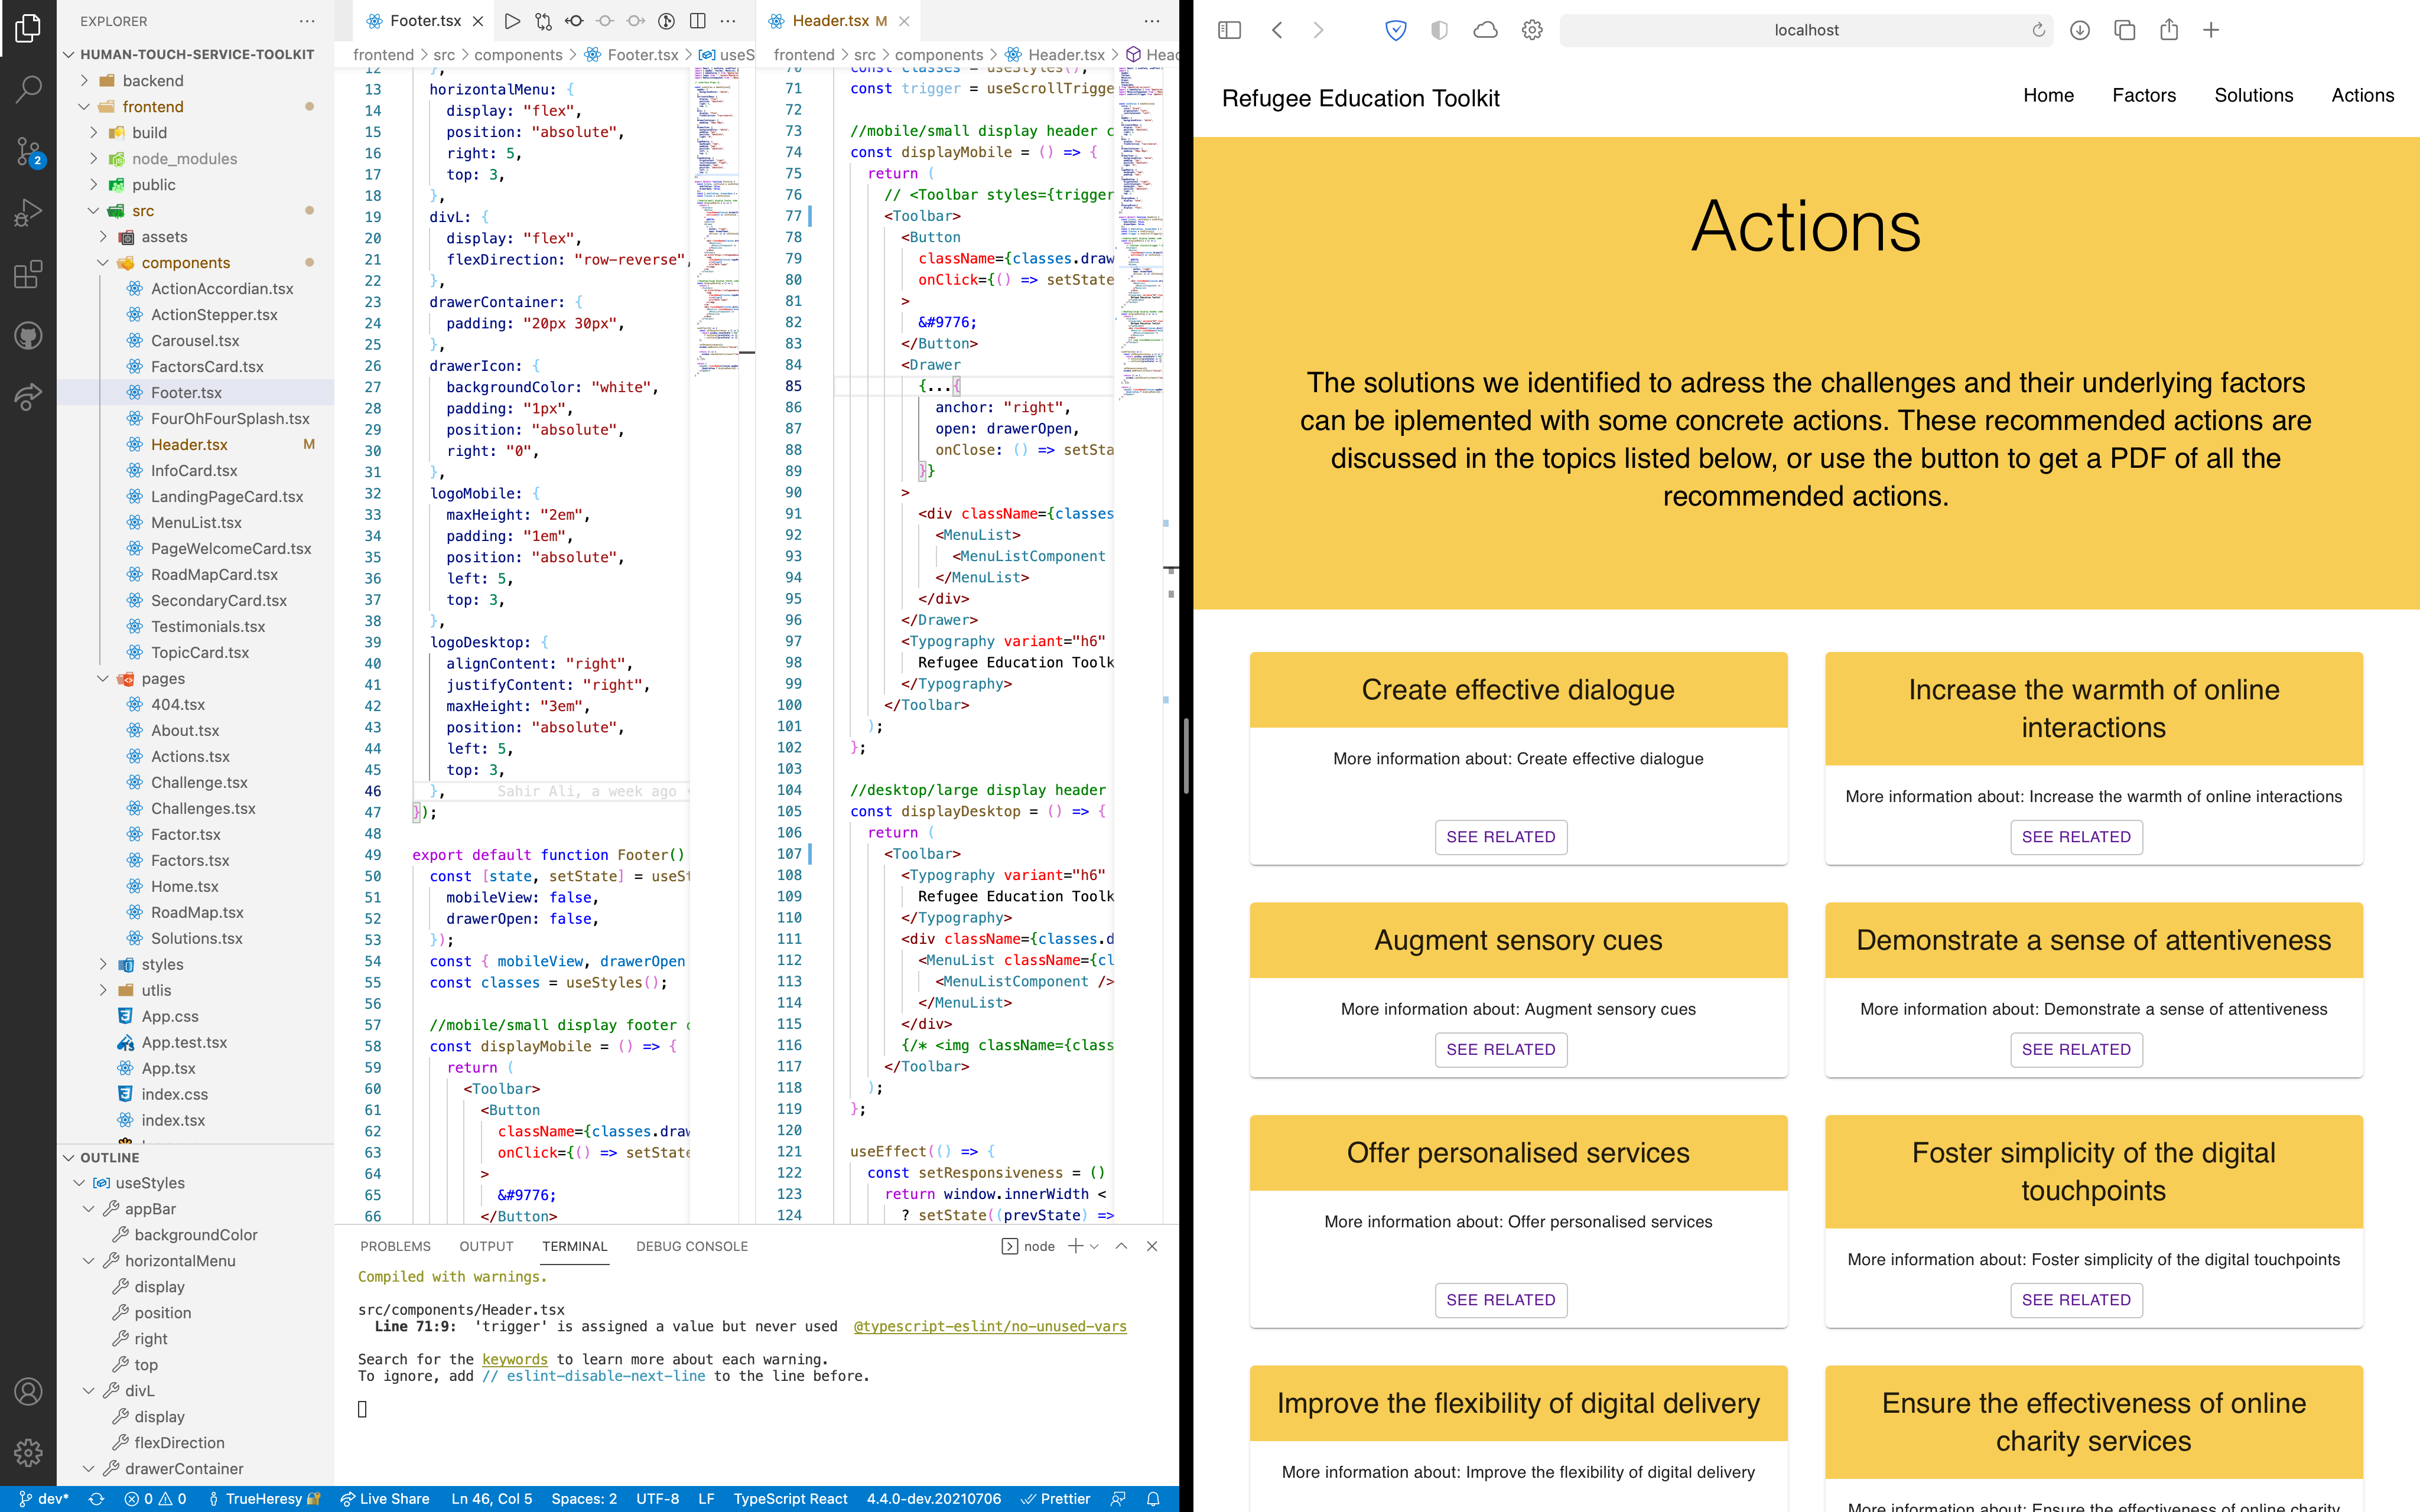 EXPLORER
HUMAN-TOUCH-SERVICE-TOOLKIT
backend
frontend
build
node_modules
public
src
assets
components
ActionAccordian.tsx
ActionStepper.tsx
Carousel.tsx
FactorsCard.tsx
Footer.tsx
FourOhFourSplash.tsx
Header.tsx M
InfoCard.tsx
LandingPageCard.tsx
MenuList.tsx
PageWelcomeCard.tsx
RoadMapCard.tsx
SecondaryCard.tsx
Testimonials.tsx
TopicCard.tsx
pages
404.tsx
About.tsx
Actions.tsx
Challenge.tsx
Challenges.tsx
Factor.tsx
Factors.tsx
Home.tsx
RoadMap.tsx
Solutions.tsx
styles
utlis
App.css
App.test.tsx
App.tsx
index.css
index.tsx
OUTLINE
useStyles
appBar
backgroundColor
horizontalMenu
display
position
right
top
divL
display
flexDirection
drawerContainer
2
Footer.tsx
frontend > src > components > Footer.tsx > useS
12 },
13 horizontalMenu: {
14 display: "flex",
15 position: "absolute",
16 right: 5,
17 top: 3,
18 },
19 divL: {
20 display: "flex",
21 flexDirection: "row-reverse",
22 },
23 drawerContainer: {
24 padding: "20px 30px",
25 },
26 drawerIcon: {
27 backgroundColor: "white",
28 padding: "1px",
29 position: "absolute",
30 right: "0",
31 },
32 logoMobile: {
33 maxHeight: "2em",
34 padding: "1em",
35 position: "absolute",
36 left: 5,
37 top: 3,
38 },
39 logoDesktop: {
40 alignContent: "right",
41 justifyContent: "right",
42 maxHeight: "3em",
43 position: "absolute",
44 left: 5,
45 top: 3,
46 }, Sahir Ali, a week ago
47 });
48
49 export default function Footer()
50 const [state, setState] = useSt
51 mobileView: false,
52 drawerOpen: false,
53 });
54 const { mobileView, drawerOpen
55 const classes = useStyles();
56
57 //mobile/small display footer c
58 const displayMobile = () => {
59 return (
60 <Toolbar>
61 <Button
62 className={classes.draw
63 onClick={() => setState
64 >
65 &#9776;
66 </Button>
Header.tsx M
frontend > src > components > Header.tsx > Head
70 const classes = useStyles();
71 const trigger = useScrollTrigge
72
73 //mobile/small display header c
74 const displayMobile = () => {
75 return (
76 // <Toolbar styles={trigger
77 <Toolbar>
78 <Button
79 className={classes.draw
80 onClick={() => setState
81 >
82 &#9776;
83 </Button>
84 <Drawer
85 {...{
86 anchor: "right",
87 open: drawerOpen,
88 onClose: () => setSta
89 }}
90 >
91 <div className={classes
92 <MenuList>
93 <MenuListComponent
94 </MenuList>
95 </div>
96 </Drawer>
97 <Typography variant="h6"
98 Refugee Education Toolk
99 </Typography>
100 </Toolbar>
101 );
102 };
103
104 //desktop/large display header
105 const displayDesktop = () => {
106 return (
107 <Toolbar>
108 <Typography variant="h6"
109 Refugee Education Toolk
110 </Typography>
111 <div className={classes.d
112 <MenuList className={cl
113 <MenuListComponent />
114 </MenuList>
115 </div>
116 {/* <img className={class
117 </Toolbar>
118 );
119 };
120
121 useEffect(() => {
122 const setResponsiveness = ()
123 return window.innerWidth <
124 ? setState((prevState) =>
PROBLEMS OUTPUT TERMINAL DEBUG CONSOLE node
Compiled with warnings.
src/components/Header.tsx
Line 71:9: 'trigger' is assigned a value but never used @typescript-eslint/no-unused-vars
Search for the keywords to learn more about each warning.
To ignore, add // eslint-disable-next-line to the line before.
dev* 0 0 TrueHeresy Live Share Ln 46, Col 5 Spaces: 2 UTF-8 LF TypeScript React 4.4.0-dev.20210706 Prettier
localhost
Refugee Education Toolkit Home Factors Solutions Actions
Actions
The solutions we identified to adress the challenges and their underlying factors
can be iplemented with some concrete actions. These recommended actions are
discussed in the topics listed below, or use the button to get a PDF of all the
recommended actions.
Create effective dialogue
More information about: Create effective dialogue
SEE RELATED
Increase the warmth of online
interactions
More information about: Increase the warmth of online interactions
SEE RELATED
Augment sensory cues
More information about: Augment sensory cues
SEE RELATED
Demonstrate a sense of attentiveness
More information about: Demonstrate a sense of attentiveness
SEE RELATED
Offer personalised services
More information about: Offer personalised services
SEE RELATED
Foster simplicity of the digital
touchpoints
More information about: Foster simplicity of the digital touchpoints
SEE RELATED
Improve the flexibility of digital delivery
More information about: Improve the flexibility of digital delivery
Ensure the effectiveness of online
charity services
More information about: Ensure the effectiveness of online charity